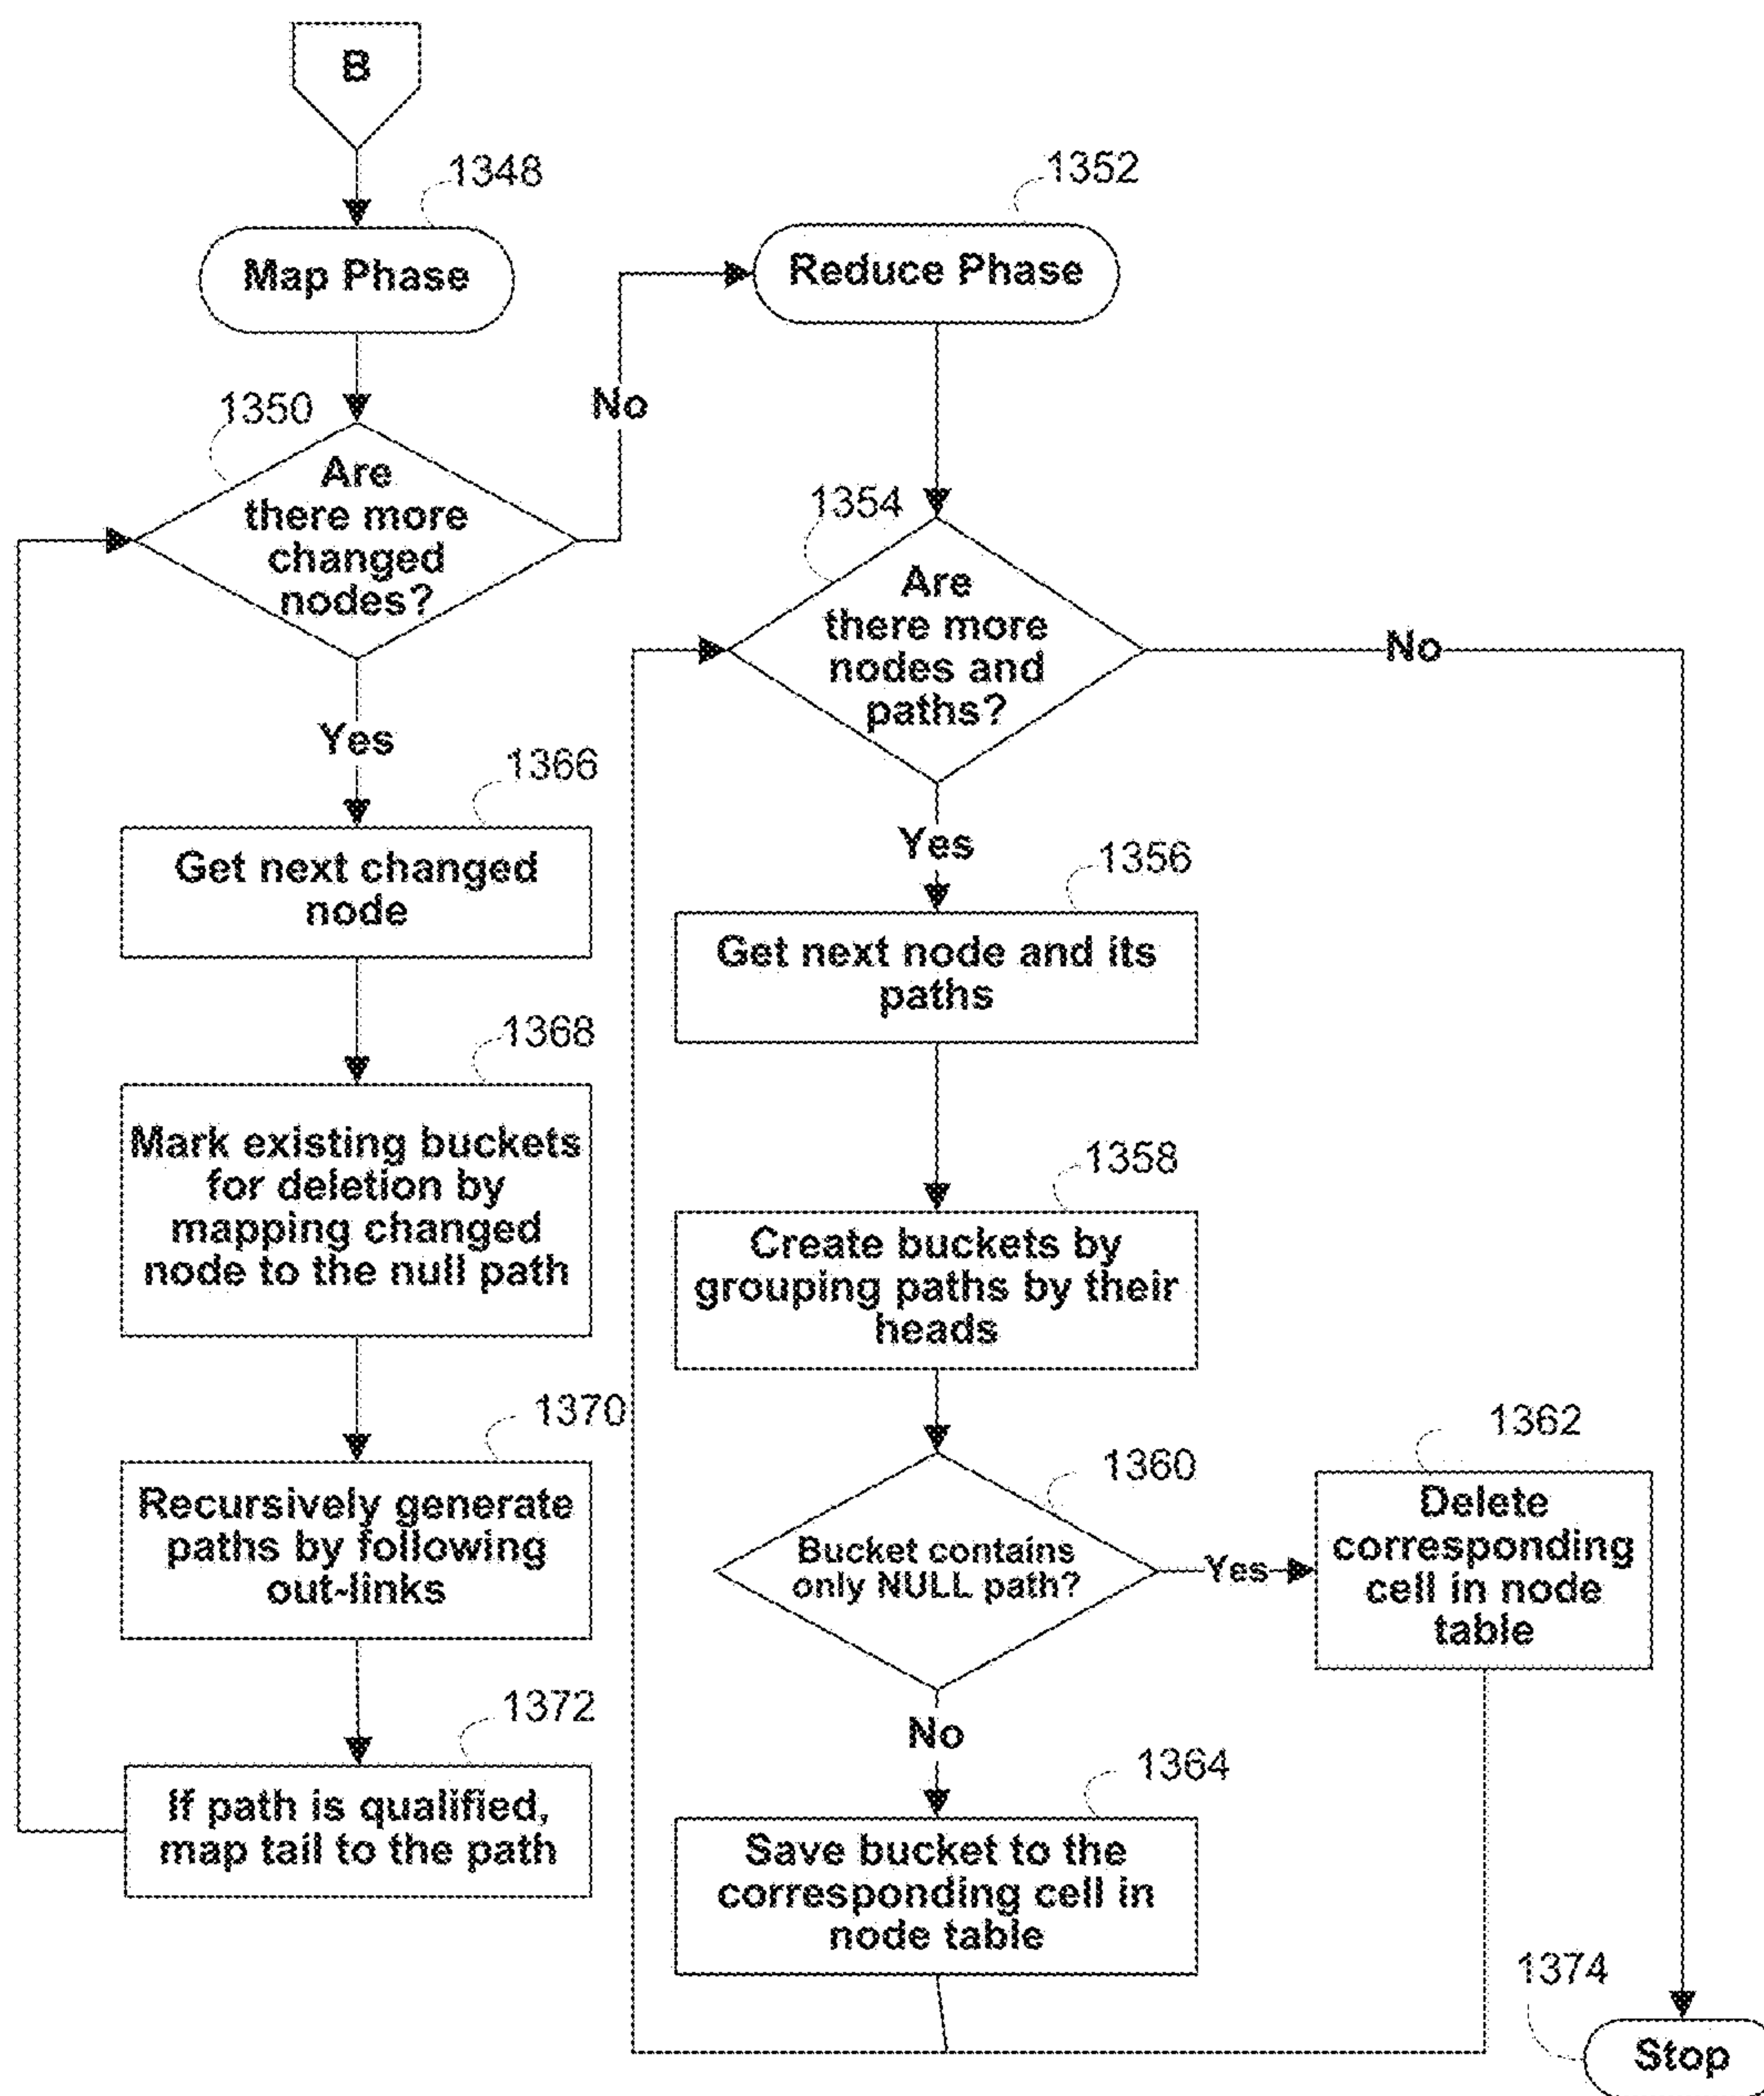 B
1348
Map Phase
1350
Are
there more
changed
nodes?
No
Yes
1366
Get next changed
node
1368
Mark existing buckets
for deletion by
mapping changed
node to the null path
1370
Recursively generate
paths by following
out-links
1372
If path is qualified,
map tail to the path
1352
Reduce Phase
1354
Are
there more
nodes and
paths?
No
Yes
1356
Get next node and its
paths
1358
Create buckets by
grouping paths by their
heads
1360
Bucket contains
only NULL path?
Yes
1362
Delete
corresponding
cell in node
table
No
1364
Save bucket to the
corresponding cell in
node table
1374
Stop